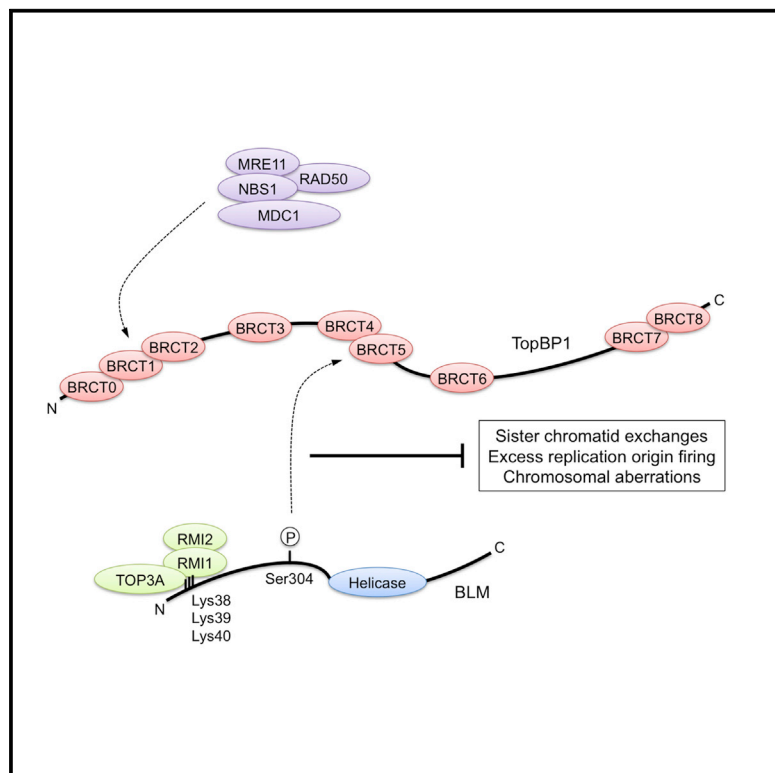 MRE11
RAD50
NBS1
MDC1
C
BRCT8
BRCT7
BRCT4
BRCT3
BRCT5
TopBP1
BRCT2
BRCT1
BRCT6
BRCT0
N
Sister chromatid exchanges
Excess replication origin firing
Chromosomal aberrations
P
RMI2
RMI1
C
TOP3A
Ser304
Helicase
BLM
N
Lys38
Lys39
Lys40